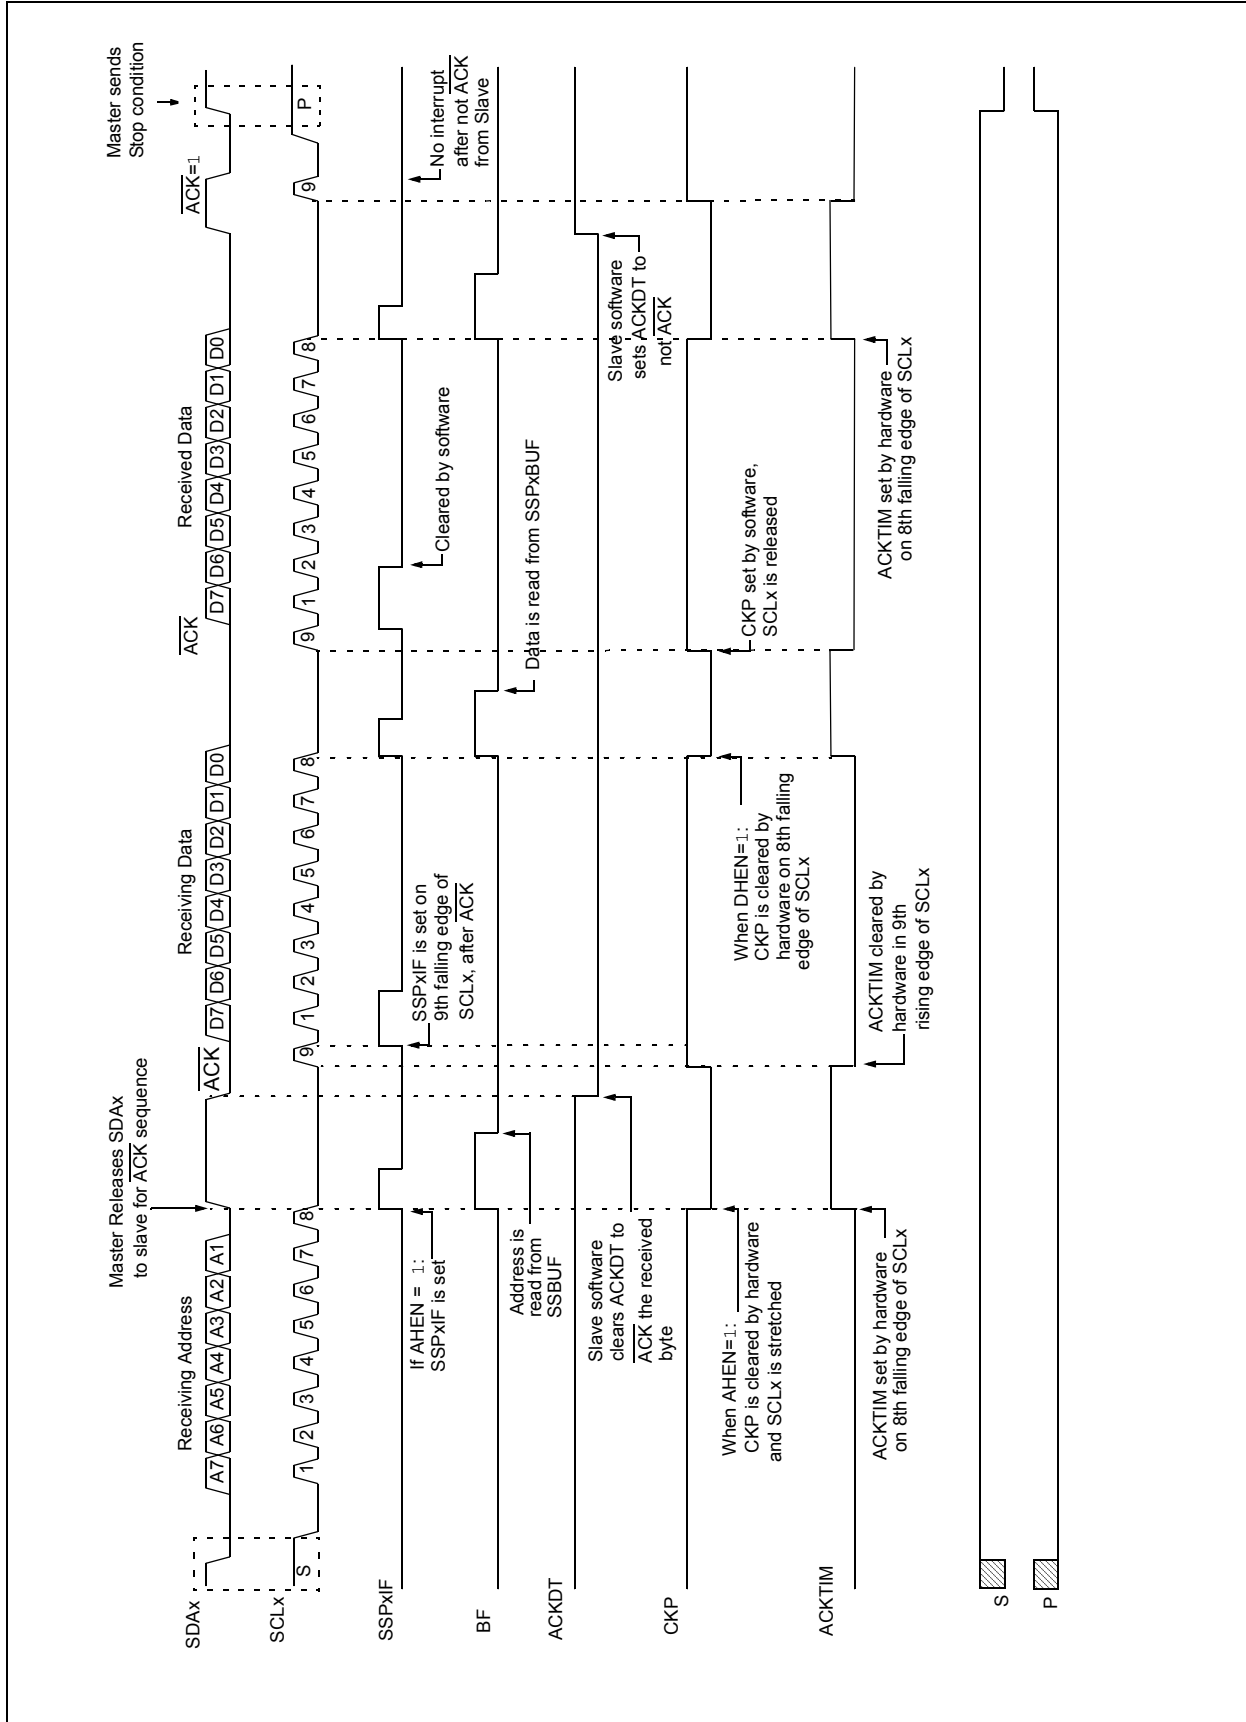 Master Releases SDAx
to slave for ACK sequence
Master sends
Stop condition
Receiving Address
Receiving Data
Received Data
ACK
ACK
ACK=1
SDAx
A7 A6 A5 A4 A3 A2 A1
D7 D6 D5 D4 D3 D2 D1 D0
D7 D6 D5 D4 D3 D2 D1 D0
SCLx
S 1 2 3 4 5 6 7 8 9 1 2 3 4 5 6 7 8 9 1 2 3 4 5 6 7 8 9 P
SSPxIF
If AHEN = 1:
SSPxIF is set
SSPxIF is set on
9th falling edge of
SCLx, after ACK
Cleared by software
No interrupt
after not ACK
from Slave
BF
Address is
read from
SSBUF
Data is read from SSPxBUF
ACKDT
Slave software
clears ACKDT to
ACK the received
byte
Slave software
sets ACKDT to
not ACK
CKP
When AHEN=1:
CKP is cleared by hardware
and SCLx is stretched
When DHEN=1:
CKP is cleared by
hardware on 8th falling
edge of SCLx
CKP set by software,
SCLx is released
ACKTIM
ACKTIM set by hardware
on 8th falling edge of SCLx
ACKTIM cleared by
hardware in 9th
rising edge of SCLx
ACKTIM set by hardware
on 8th falling edge of SCLx
S
P